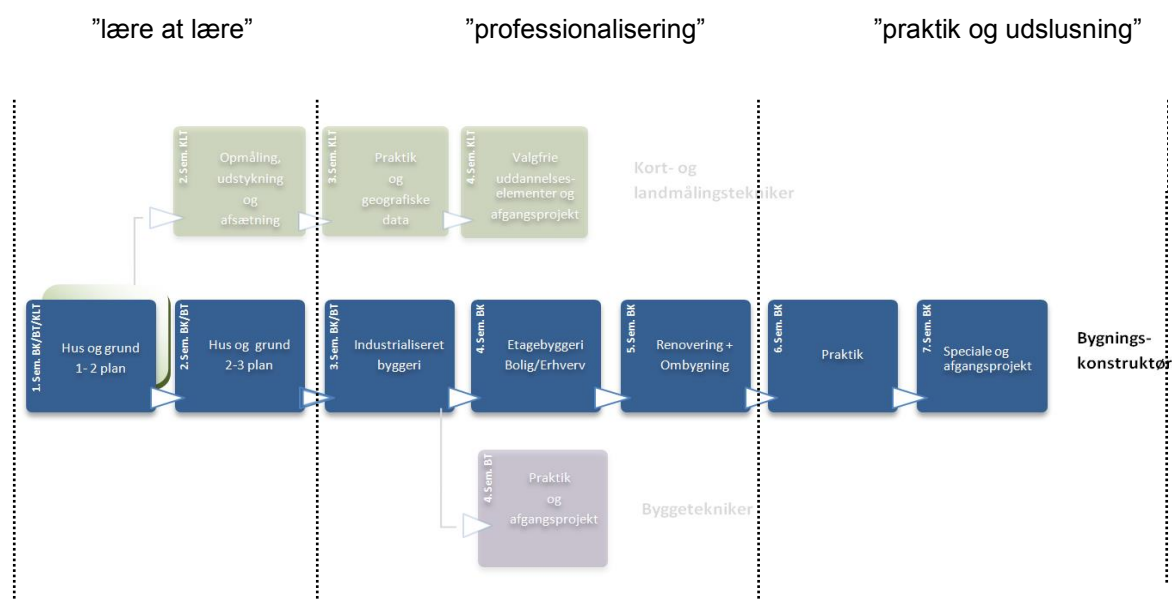 ”lære at lære”
”professionalisering”
”praktik og udslusning”
2. Sem. KLT
Opmåling,
udstykning
og
afsætning
3. Sem. KLT
Praktik
og
geografiske
data
4. Sem. KLT
Valgfrie
uddannelses-
elementer og
afgangsprojekt
Kort- og
landmålingstekniker
1. Sem. BK/BT/KLT
Hus og grund
1- 2 plan
2. Sem. BK/BT
Hus og grund
2-3 plan
3. Sem. BK/BT
Industrialiseret
byggeri
4. Sem. BK
Etagebyggeri
Bolig/Erhverv
5. Sem. BK
Renovering +
Ombygning
6. Sem. BK
Praktik
7. Sem. BK
Speciale og
afgangsprojekt
Bygnings-
konstruktør
4. Sem. BT
Praktik
og
afgangsprojekt
Byggetekniker